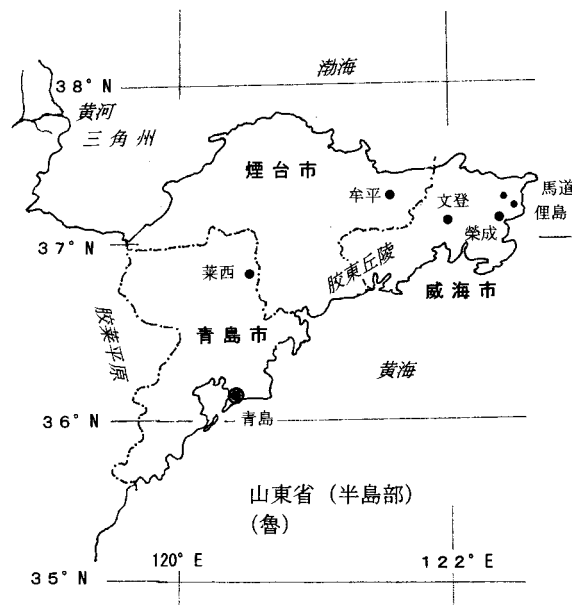 38°N
渤海
黄河
三角州
煙台市
牟平
文登
馬道
俚島
榮成
37°N
莱西
胶東丘陵
威海市
胶莱平原
青島市
黄海
青島
36°N
山東省（半島部）
（魯）
120°E
122°E
35°N